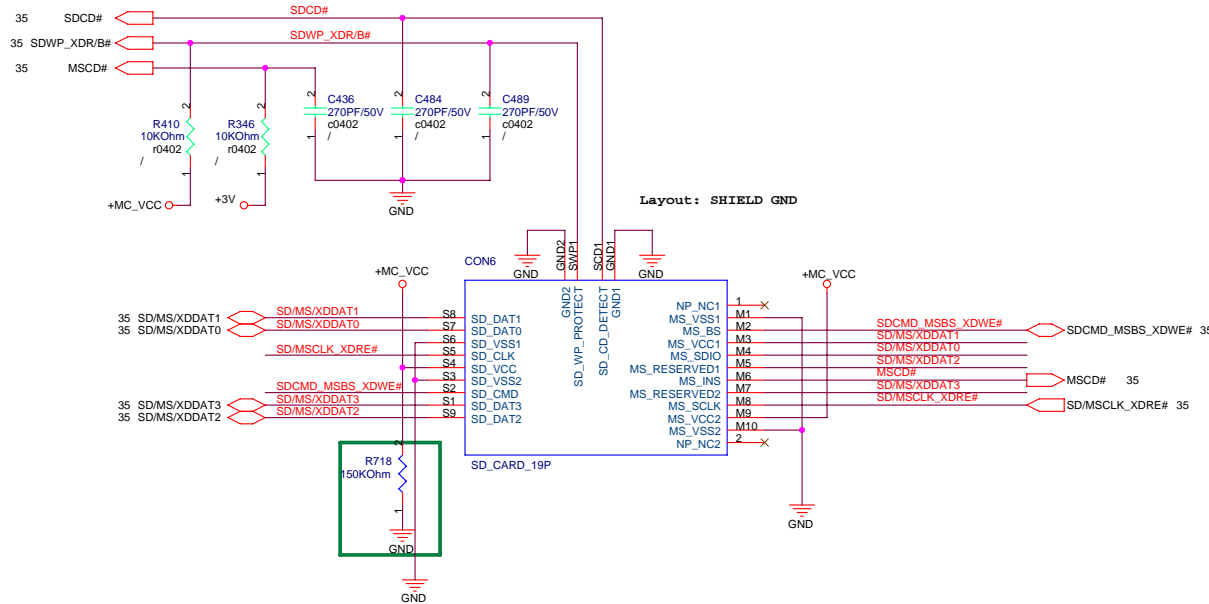 35 SDCD# SDCD#
35 SDWP_XDR/B# SDWP_XDR/B#
35 MSCD#
2 2 2 2 2
C436 C484 C489
270PF/50V 270PF/50V 270PF/50V
c0402 c0402 c0402
/ / /
1 1 1
R410 R346
10KOhm 10KOhm
r0402 r0402
/ /
1 1
+MC_VCC +3V
GND
Layout: SHIELD GND
GND GND2 SWP1 SCD1 GND1 GND
CON6
+MC_VCC +MC_VCC
GND2 SD_WP_PROTECT SD_CD_DETECT GND1
35 SD/MS/XDDAT1 SD/MS/XDDAT1 S8 SD_DAT1
35 SD/MS/XDDAT0 SD/MS/XDDAT0 S7 SD_DAT0
S6 SD_VSS1
SD/MSCLK_XDRE# S5 SD_CLK
S4 SD_VCC
S3 SD_VSS2
SDCMD_MSBS_XDWE# S2 SD_CMD
35 SD/MS/XDDAT3 SD/MS/XDDAT3 S1 SD_DAT3
35 SD/MS/XDDAT2 SD/MS/XDDAT2 S9 SD_DAT2
NP_NC1 1
MS_VSS1 M1
MS_BS M2 SDCMD_MSBS_XDWE# SDCMD_MSBS_XDWE# 35
MS_VCC1 M3 SD/MS/XDDAT1
MS_SDIO M4 SD/MS/XDDAT0
MS_RESERVED1 M5 SD/MS/XDDAT2
MS_INS M6 MSCD# MSCD# 35
MS_RESERVED2 M7 SD/MS/XDDAT3
MS_SCLK M8 SD/MSCLK_XDRE# SD/MSCLK_XDRE# 35
MS_VCC2 M9
MS_VSS2 M10
NP_NC2 2
SD_CARD_19P
2
R718
150KOhm
1
GND
GND
GND